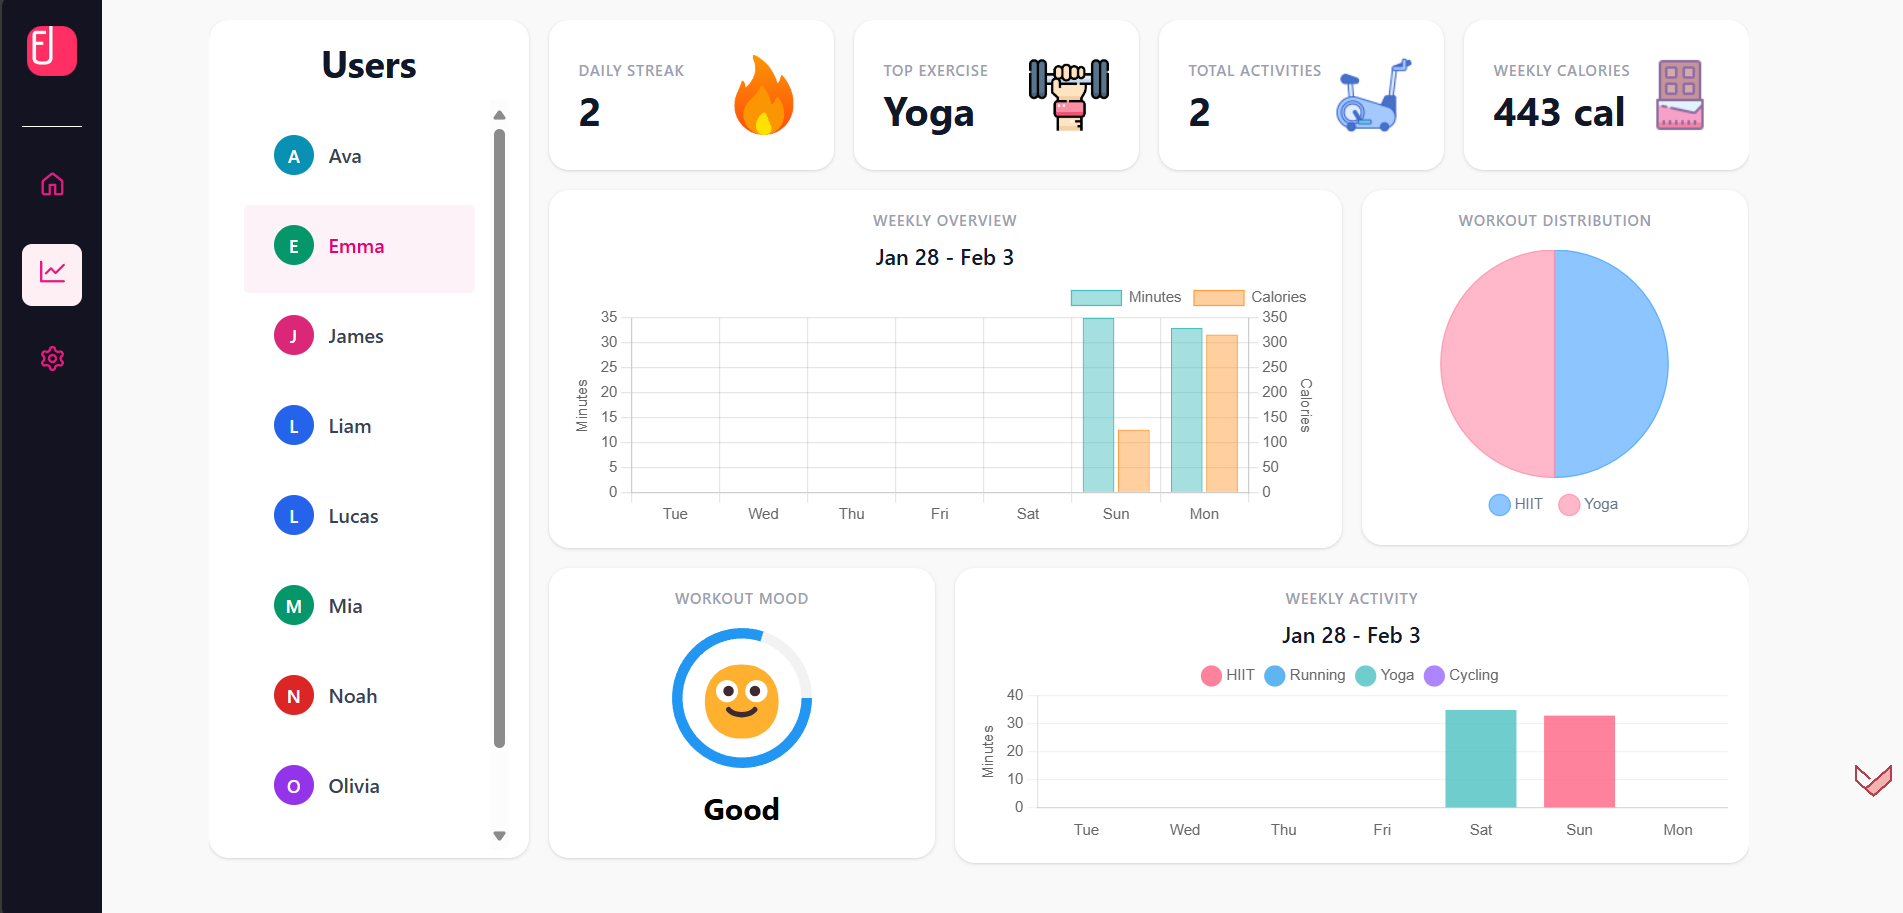 Users
A Ava
E Emma
J James
L Liam
L Lucas
M Mia
N Noah
O Olivia
DAILY STREAK
2
TOP EXERCISE
Yoga
TOTAL ACTIVITIES
2
WEEKLY CALORIES
443 cal
WEEKLY OVERVIEW
Jan 28 - Feb 3
Minutes Calories
35 350
30 300
25 250
20 200
15 150
10 100
5 50
0 0
Minutes
Calories
Tue Wed Thu Fri Sat Sun Mon
WORKOUT DISTRIBUTION
HIIT Yoga
WORKOUT MOOD
Good
WEEKLY ACTIVITY
Jan 28 - Feb 3
HIIT Running Yoga Cycling
40
30
20
10
0
Minutes
Tue Wed Thu Fri Sat Sun Mon